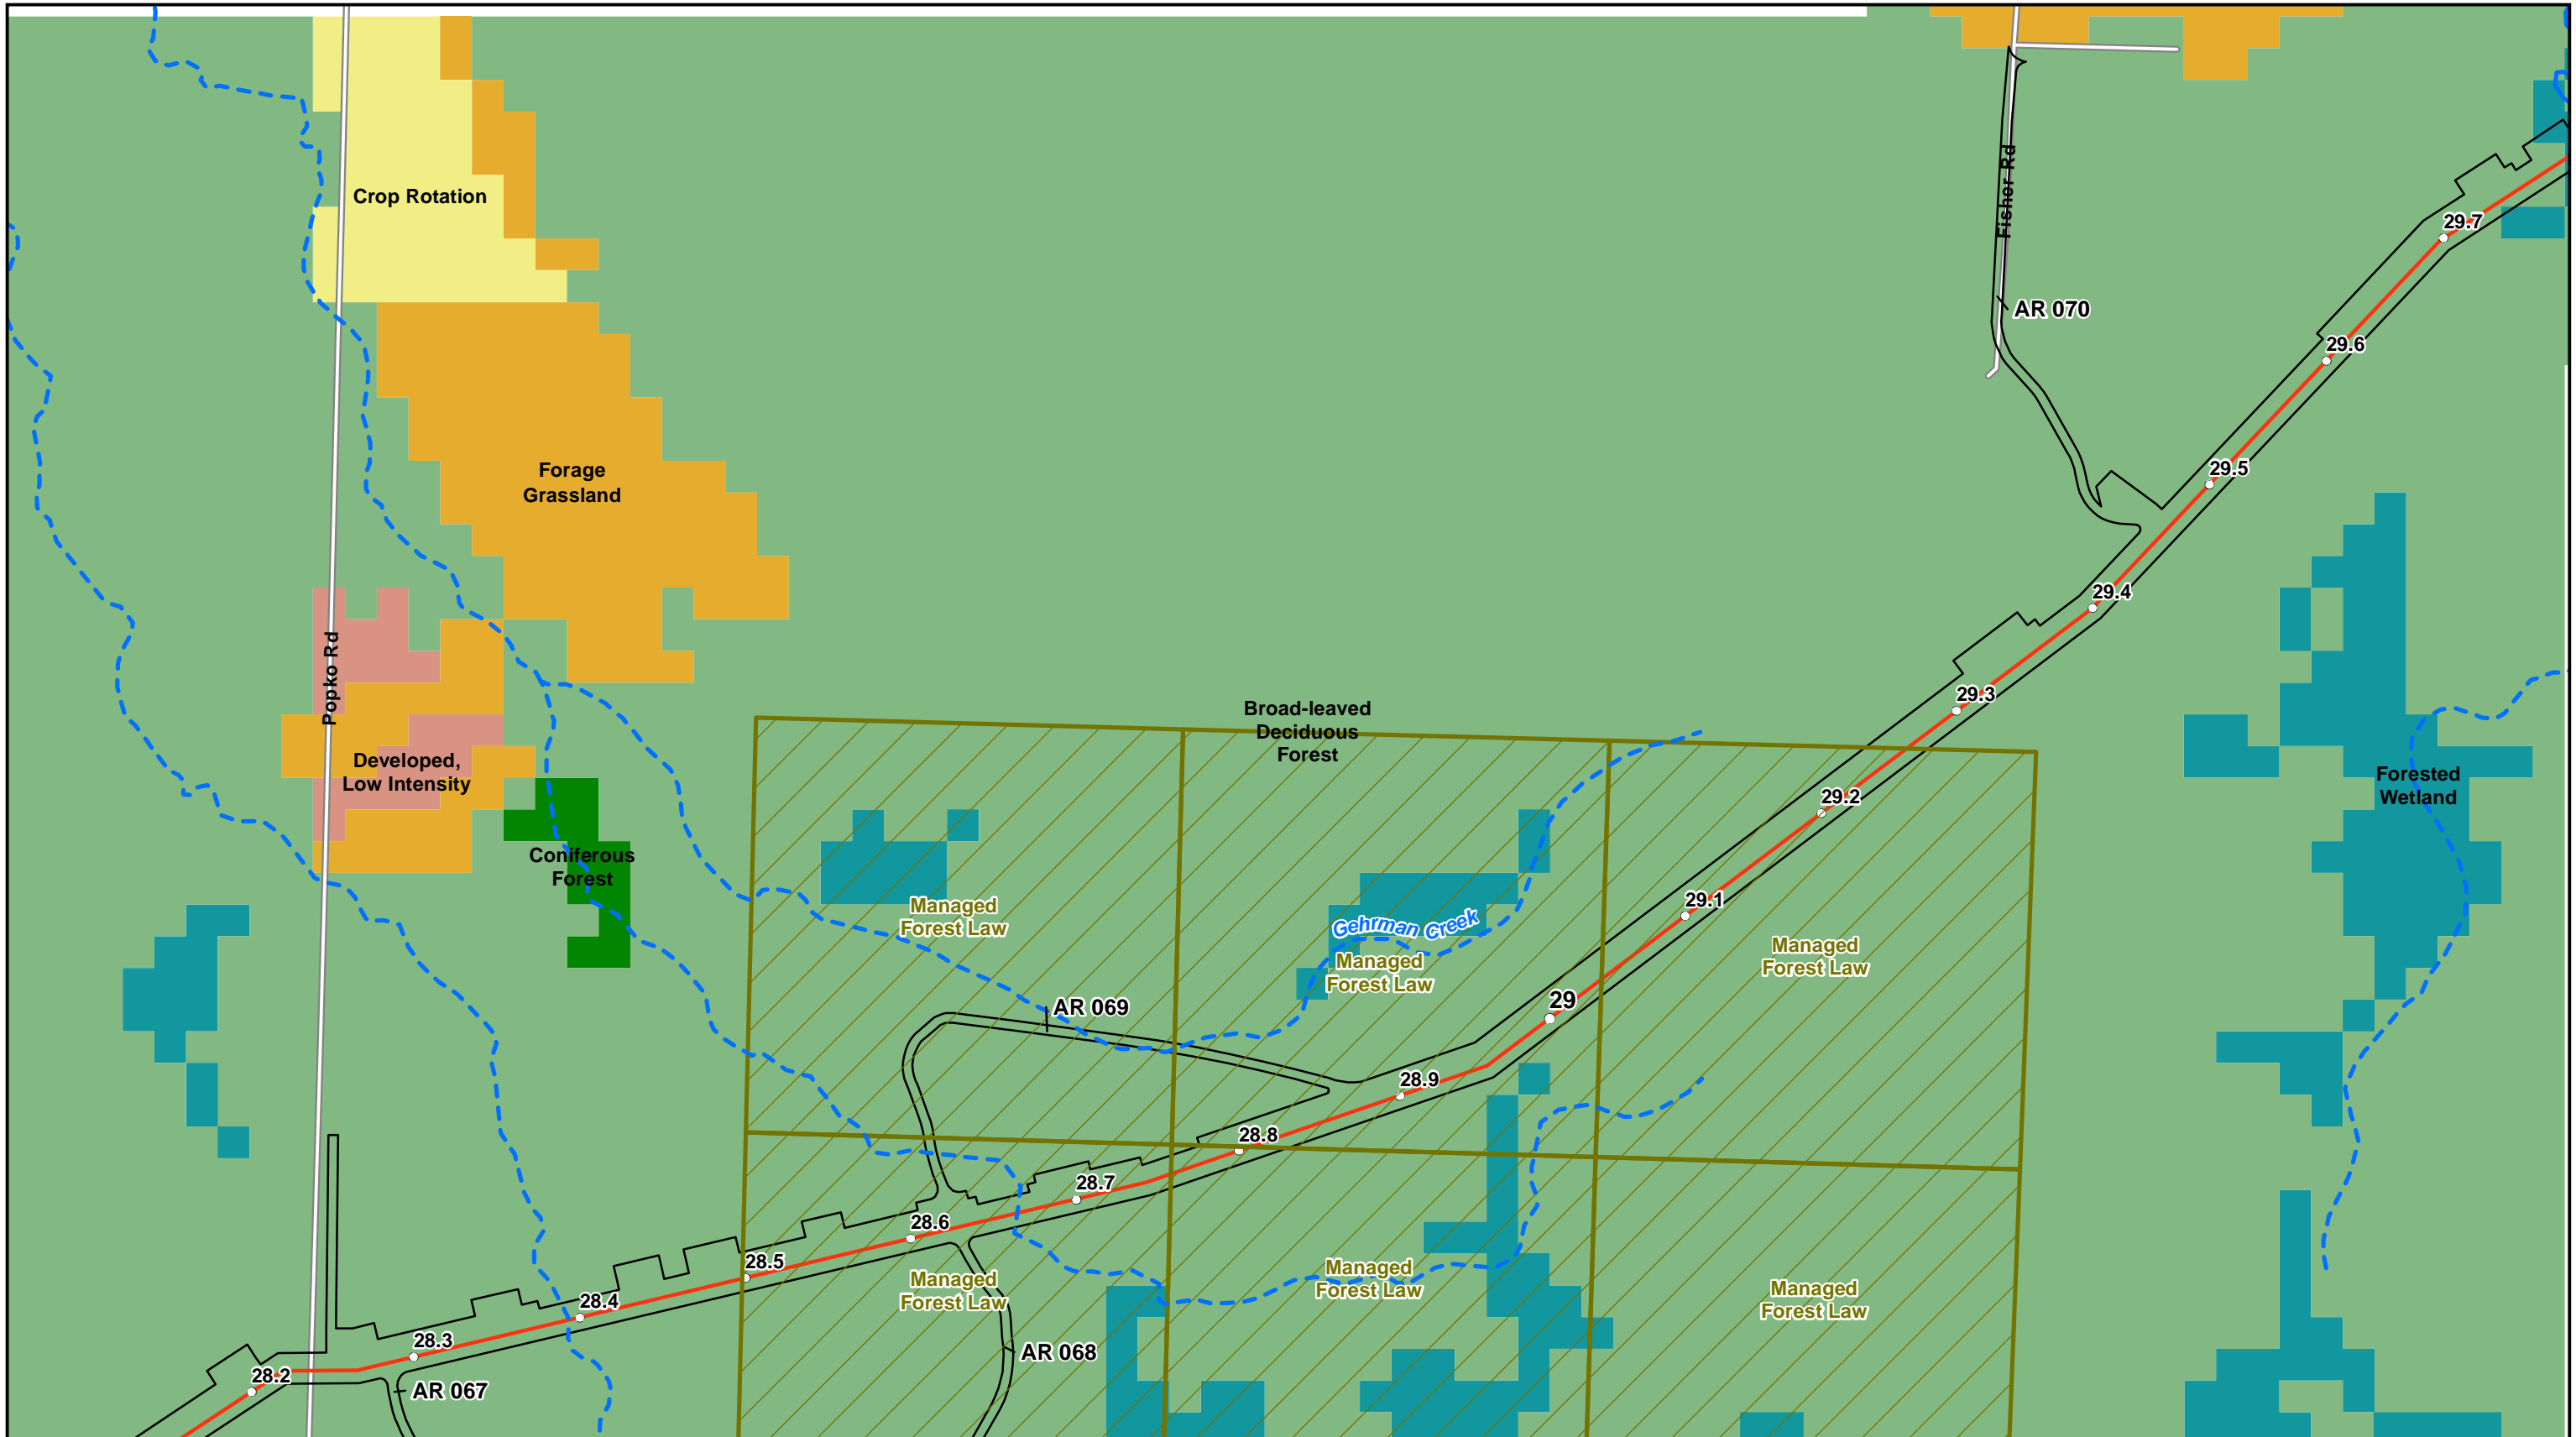 Crop Rotation
Fisher Rd
29.7
AR 070
29.6
Forage
Grassland
29.5
29.4
Popko Rd
29.3
Broad-leaved
Deciduous
Forest
Developed,
Low Intensity
29.2
Forested
Wetland
Coniferous
Forest
29.1
Managed
Forest Law
Gehrman Creek
Managed
Forest Law
Managed
Forest Law
29
AR 069
28.9
28.8
28.7
28.6
28.5
Managed
Forest Law
Managed
Forest Law
Managed
Forest Law
28.4
28.3
AR 068
28.2
AR 067